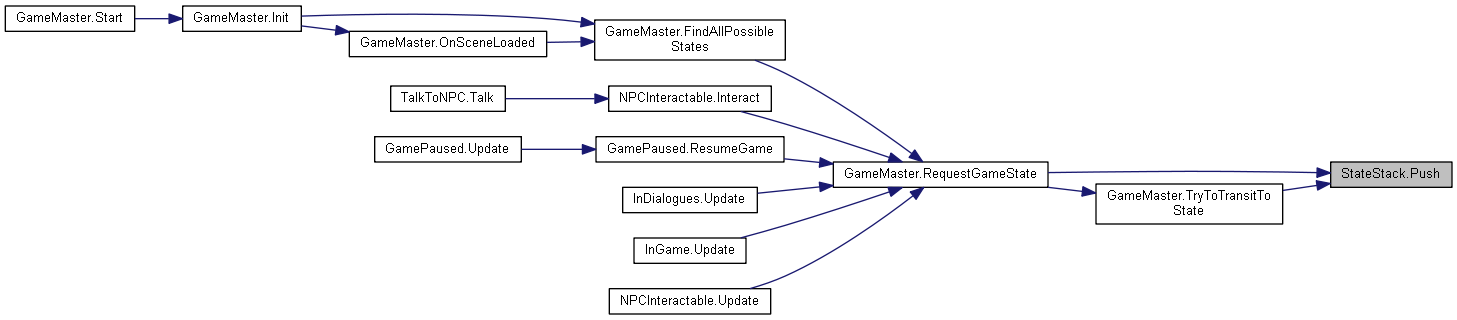 GameMaster.Start
GameMaster.Init
GameMaster.OnSceneLoaded
GameMaster.FindAllPossible
States
TalkToNPC.Talk
NPCInteractable.Interact
GamePaused.Update
GamePaused.ResumeGame
InDialogues.Update
InGame.Update
NPCInteractable.Update
GameMaster.RequestGameState
GameMaster.TryToTransitTo
State
StateStack.Push